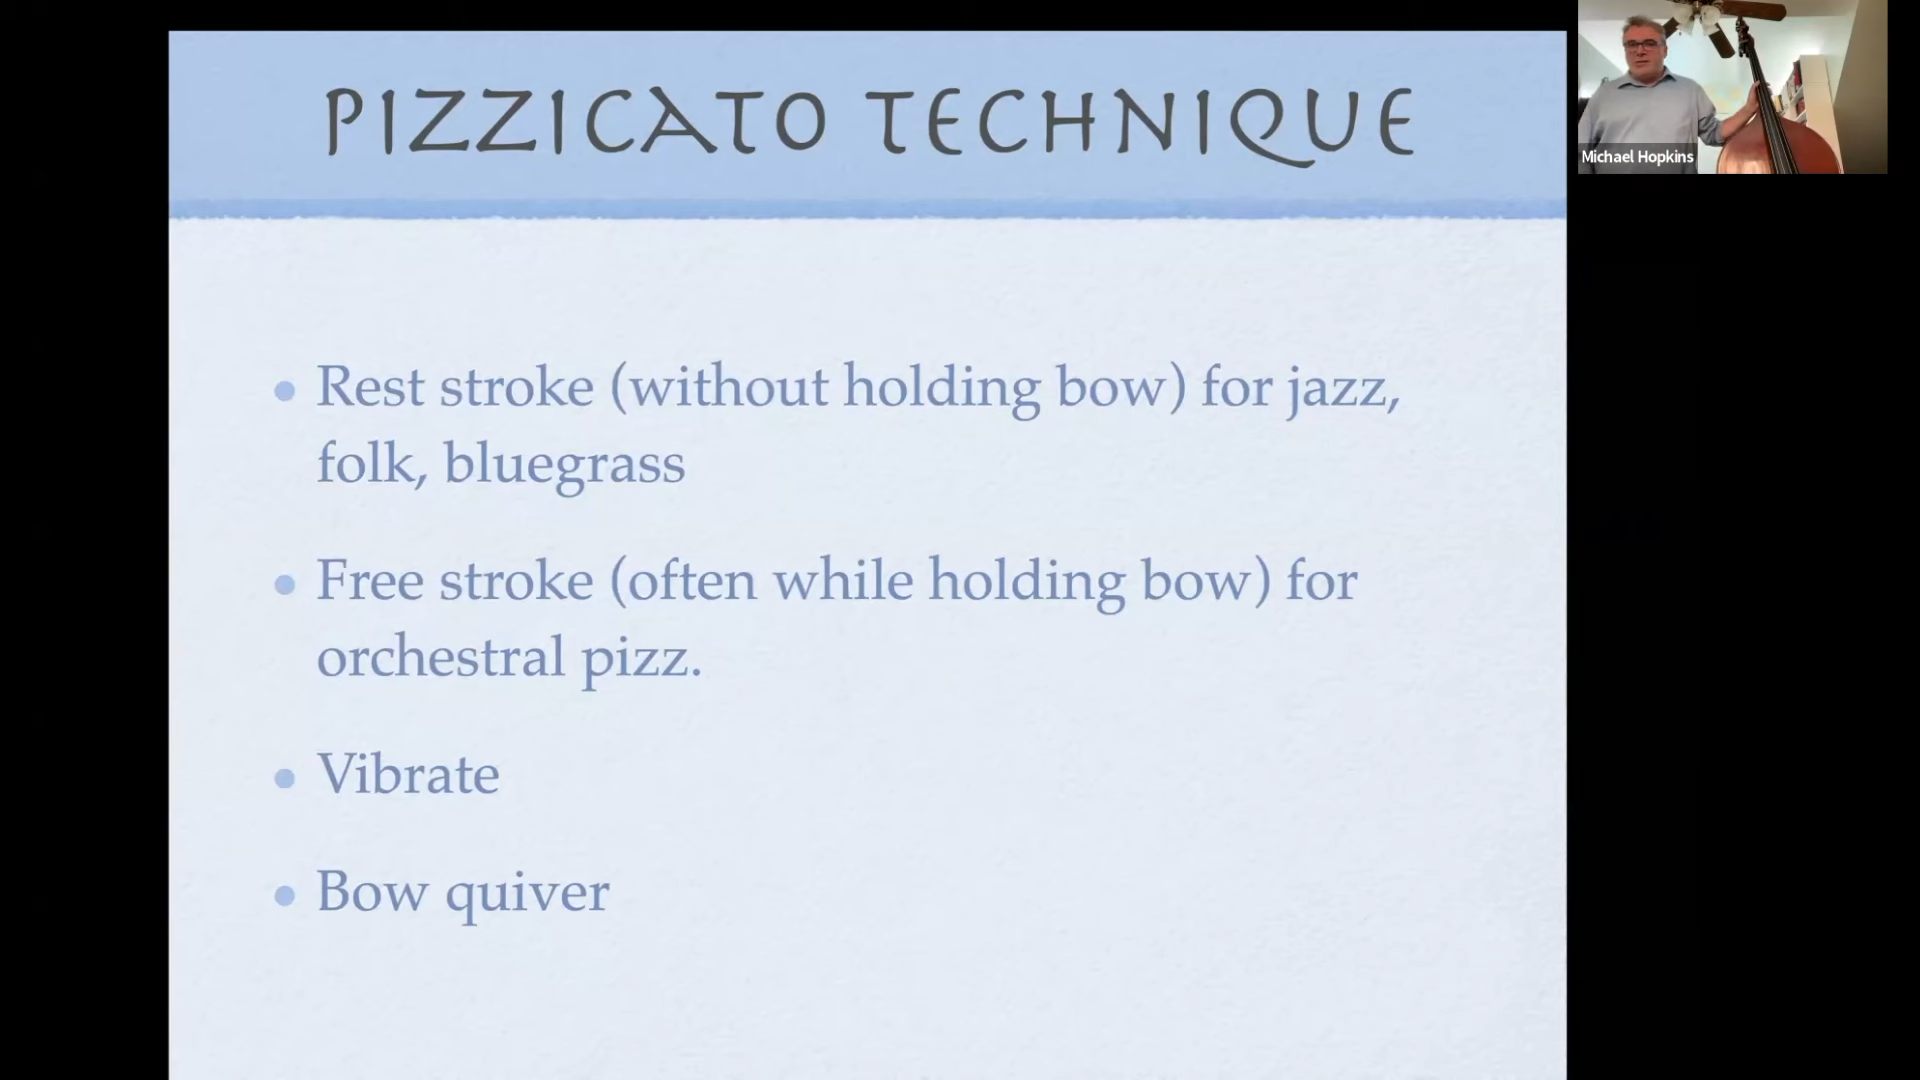 PIZZICATO TECHNIQUE
Michael Hopkins
• Rest stroke (without holding bow) for jazz,
folk, bluegrass
• Free stroke (often while holding bow) for
orchestral pizz.
• Vibrate
• Bow quiver